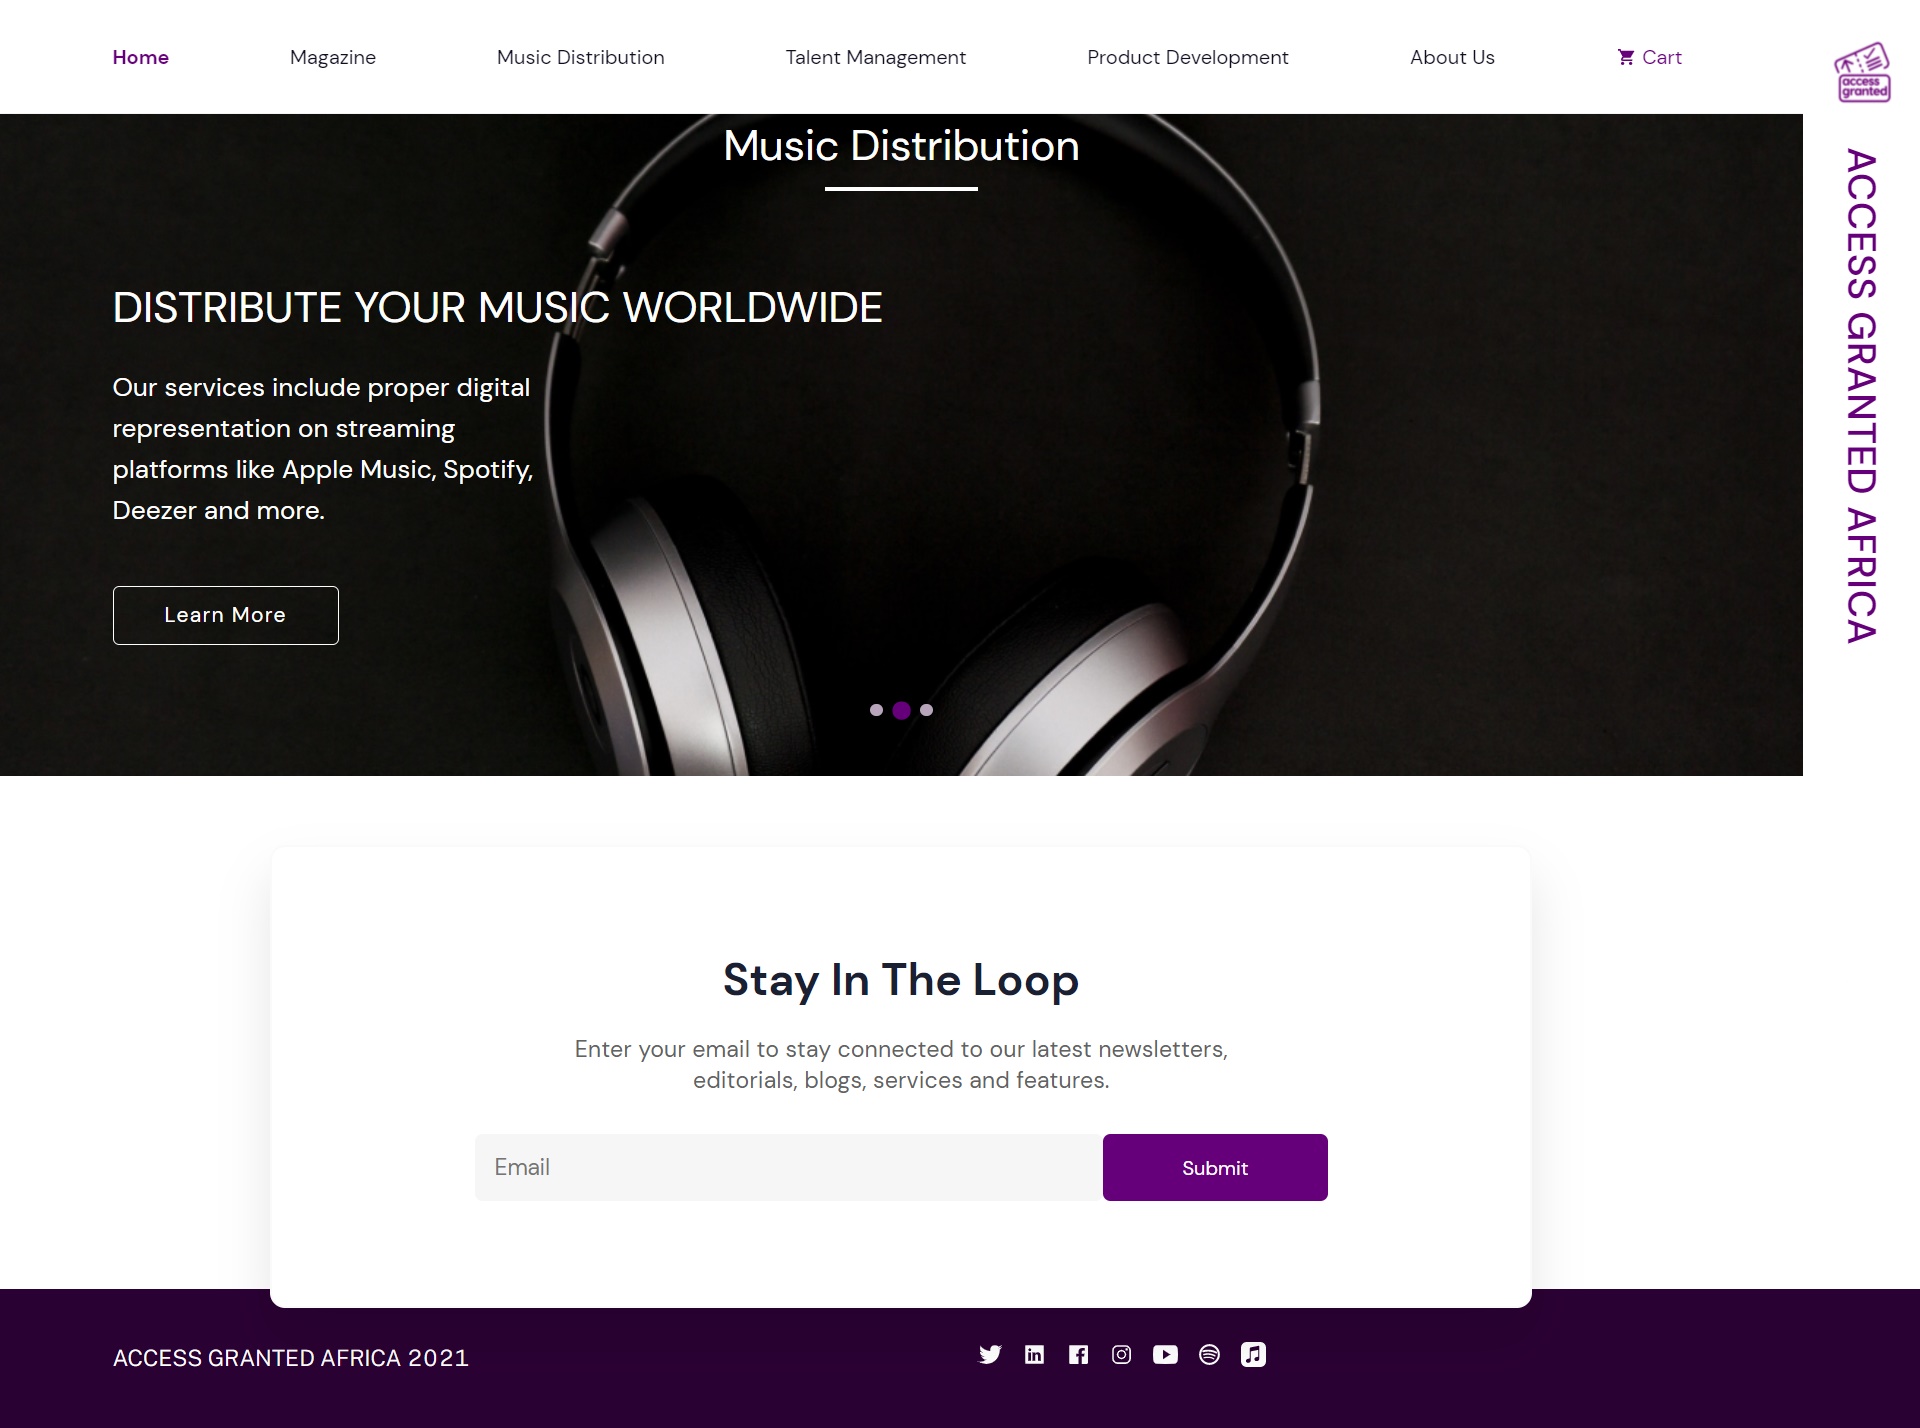 Home
Magazine
Music Distribution
Talent Management
Product Development
About Us
Cart
access
granted
ACCESS GRANTED AFRICA
Music Distribution
DISTRIBUTE YOUR MUSIC WORLDWIDE
Our services include proper digital
representation on streaming
platforms like Apple Music, Spotify,
Deezer and more.
Learn More
Stay In The Loop
Enter your email to stay connected to our latest newsletters,
editorials, blogs, services and features.
Email
Submit
ACCESS GRANTED AFRICA 2021